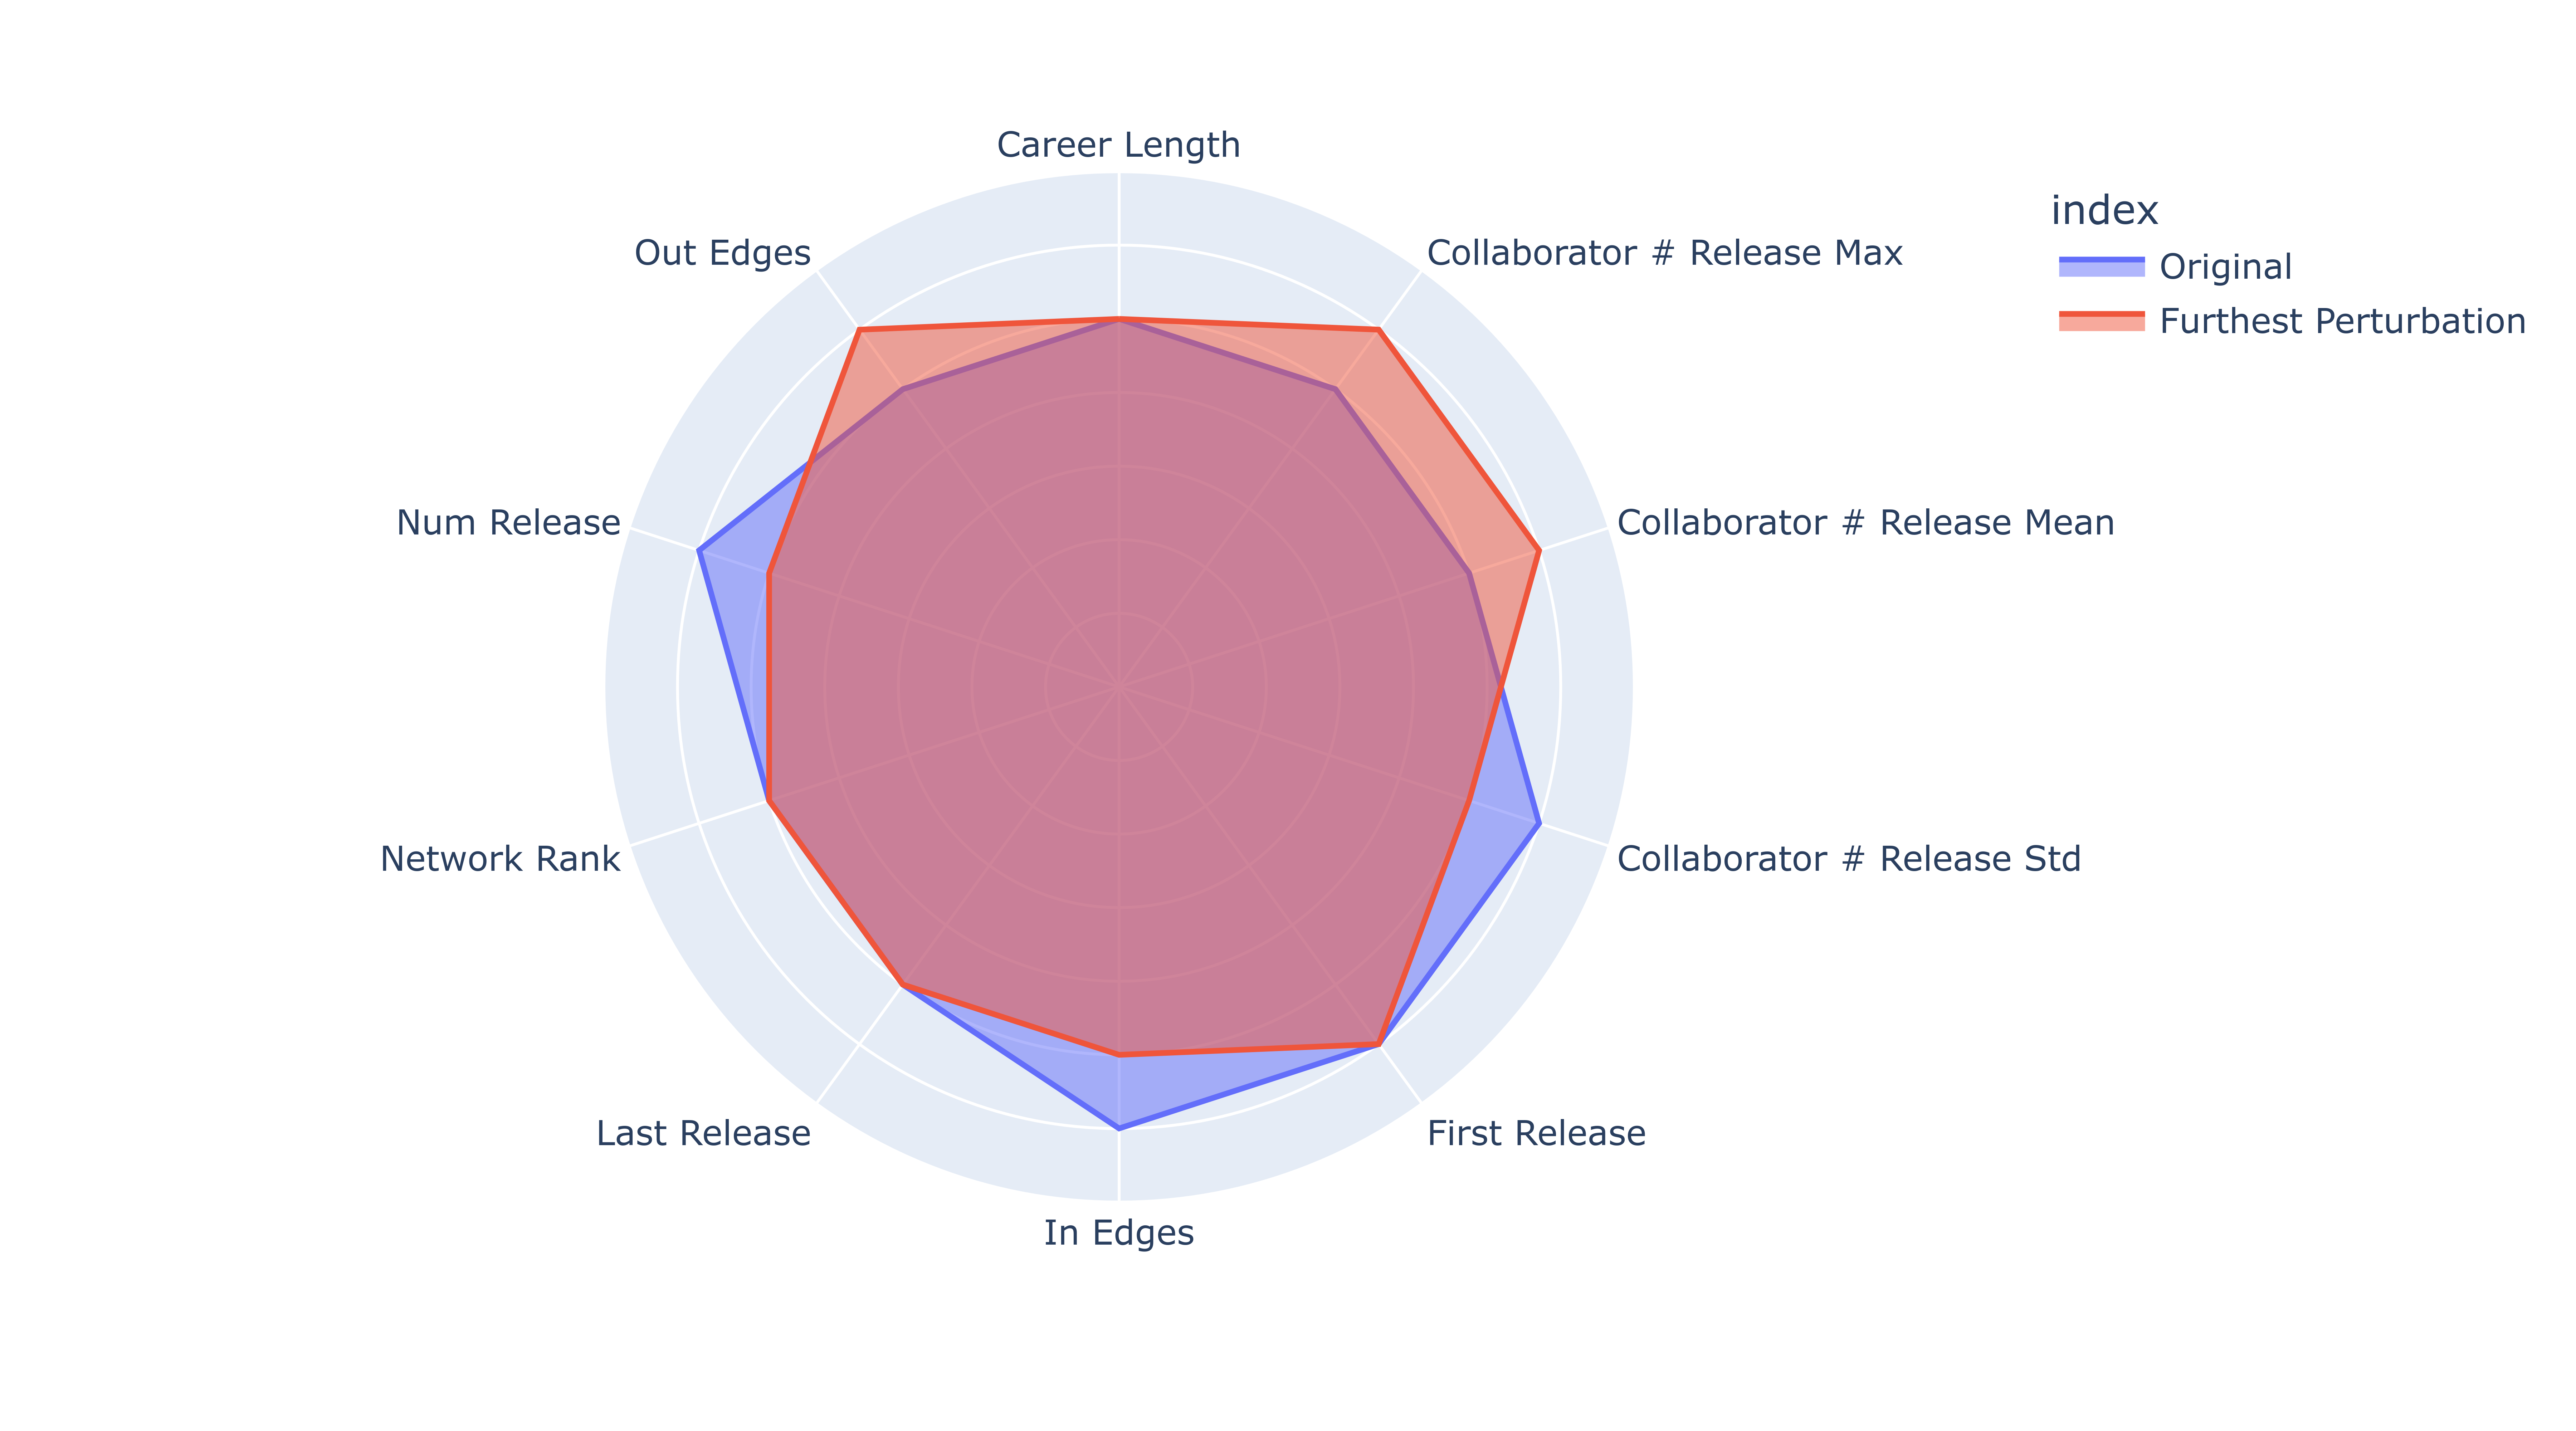 Career Length
Out Edges
Collaborator # Release Max
Num Release
Collaborator # Release Mean
Network Rank
Collaborator # Release Std
Last Release
First Release
In Edges
index
Original
Furthest Perturbation